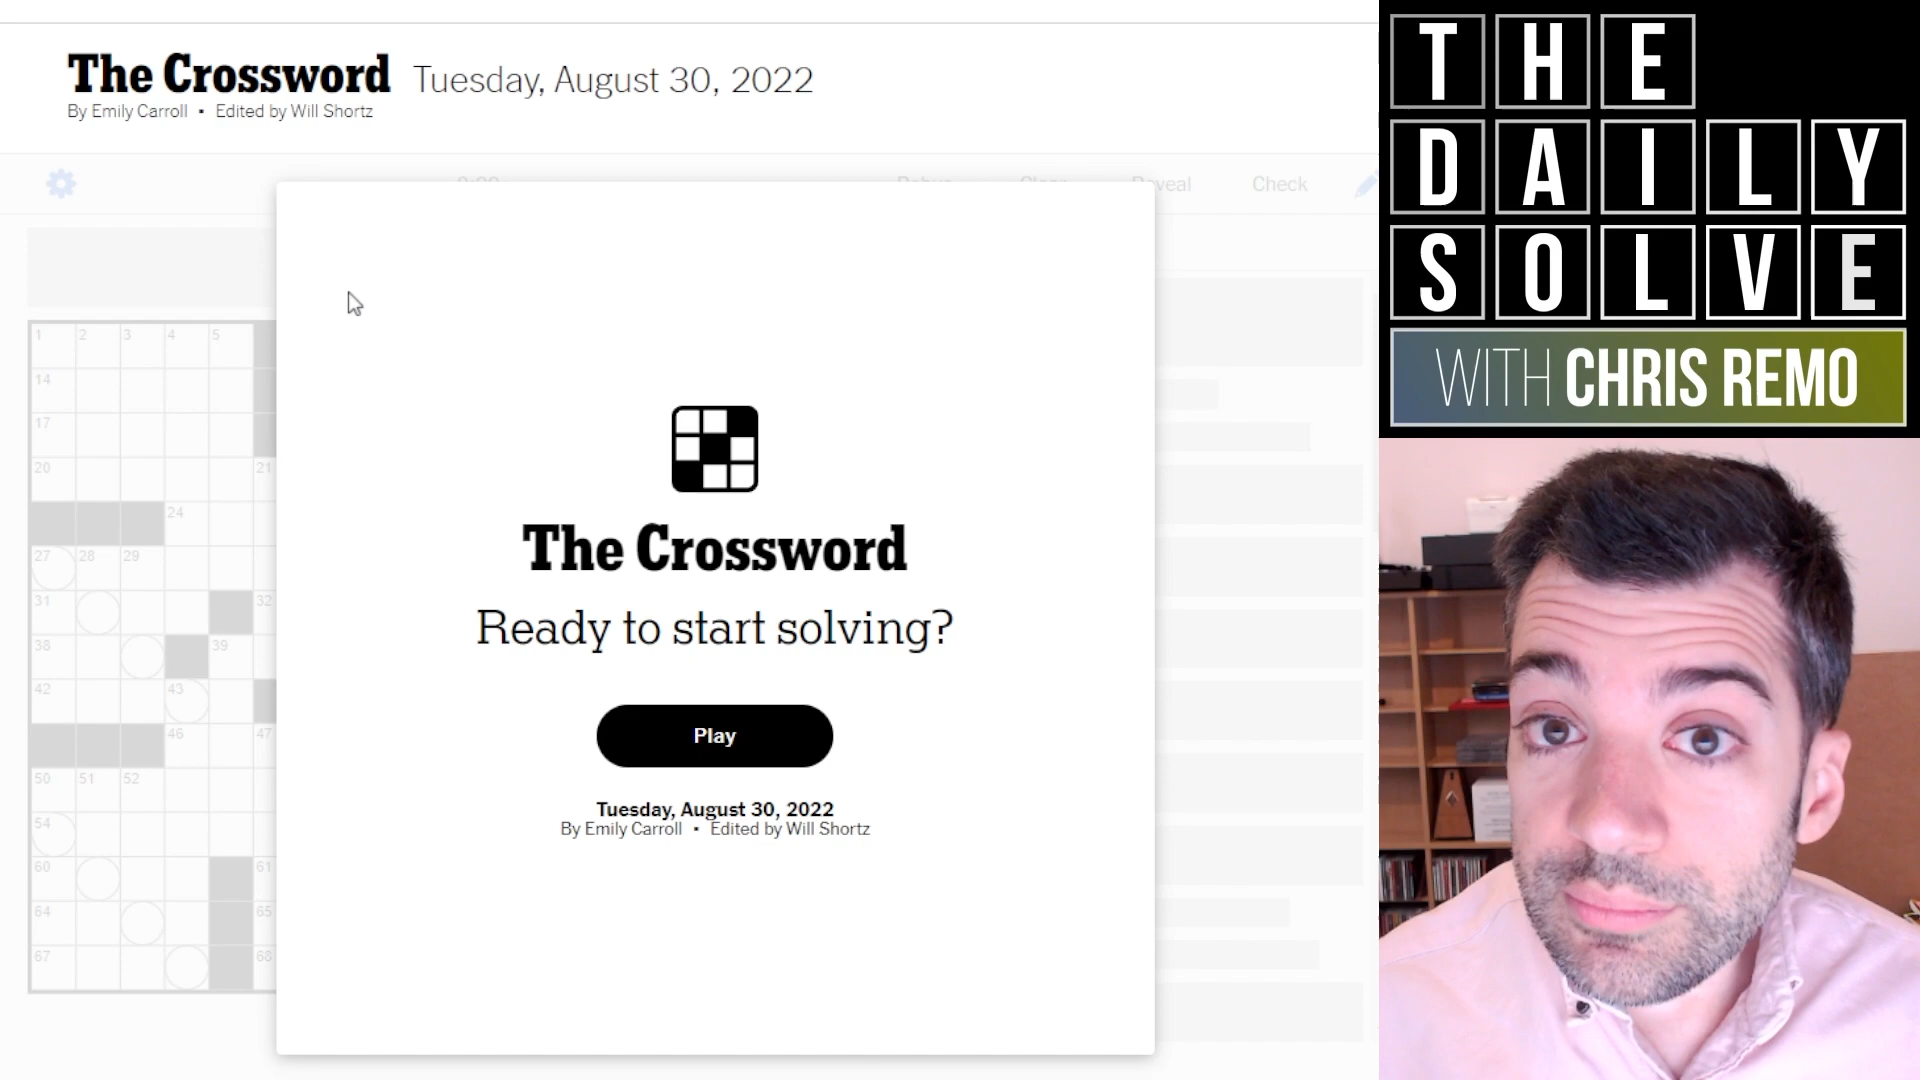 The Crossword Tuesday, August 30, 2022
By Emily Carroll ▪ Edited by Will Shortz
Reveal Check
1 2 3 4 5
14
17
20 21
24
27 28 29
31 32
38 39
42 43
46 47
50 51 52
54
60 61
64 65
67 68
The Crossword
Ready to start solving?
Play
Tuesday, August 30, 2022
By Emily Carroll ▪ Edited by Will Shortz
THE
DAILY
SOLVE
WITH CHRIS REMO